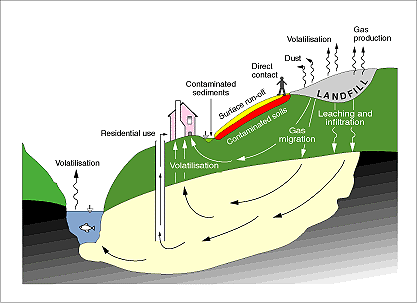 Gas
production
Volatilisation
Dust
Direct
contact
Contaminated
sediments
LANDFILL
Surface run-off
Contaminated soils
Leaching and
infiltration
Gas
migration
Residential use
Volatilisation
Volatilisation